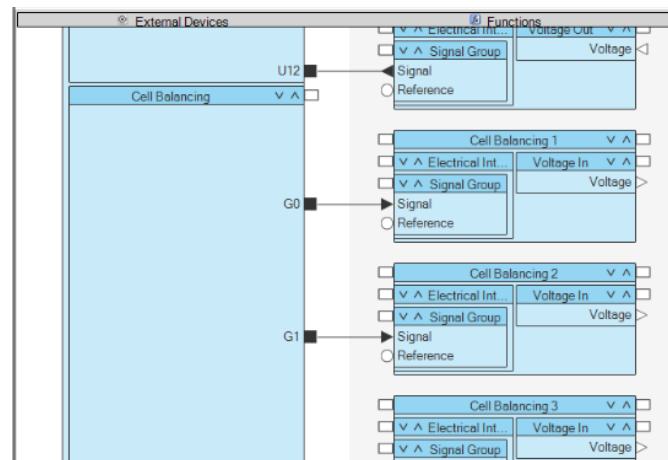 External Devices
Functions
Electrical Int...
Voltage Out
Signal Group
Voltage
U12
Signal
Reference
Cell Balancing
Cell Balancing 1
Electrical Int...
Voltage In
Signal Group
Voltage
G0
Signal
Reference
Cell Balancing 2
Electrical Int...
Voltage In
Signal Group
Voltage
G1
Signal
Reference
Cell Balancing 3
Electrical Int...
Voltage In
Signal Group
Voltage